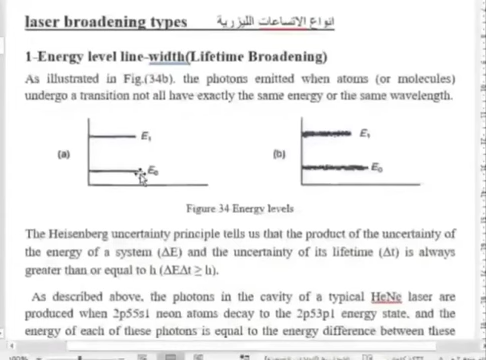 laser broadening types انواع الاتساعات الليزرية
1-Energy level line-width(Lifetime Broadening)
As illustrated in Fig.(34b). the photons emitted when atoms (or molecules)
undergo a transition not all have exactly the same energy or the same wavelength.
(a) E₁ E₀
(b) E₁ E₀
Figure 34 Energy levels
The Heisenberg uncertainty principle tells us that the product of the uncertainty of
the energy of a system (ΔE) and the uncertainty of its lifetime (Δt) is always
greater than or equal to h (ΔEΔt ≥ h).
As described above, the photons in the cavity of a typical HeNe laser are
produced when 2p55s1 neon atoms decay to the 2p53p1 energy state, and the
energy of each of these photons is equal to the energy difference between these